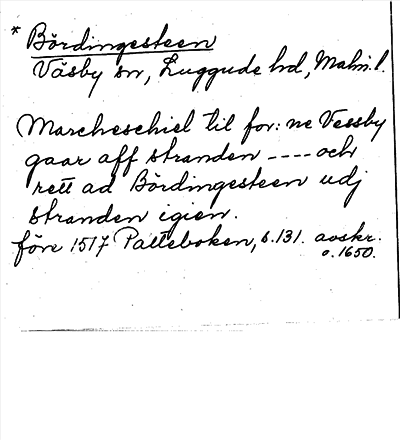 * Bördingesteen
Väsby sn, Luggude hd, Malm. l.
Marcheschiel til for: ne Vessby
gaar aff stranden ---- och
rett ad Bördingesteen udj
stranden igien.
före 1517 Palteboken, s. 131. avskr.
o. 1650.